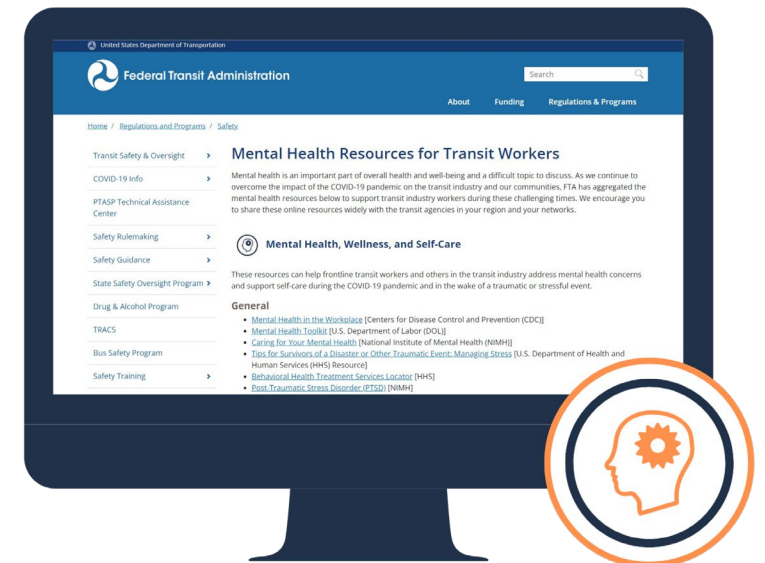 United States Department of Transportation
Federal Transit Administration
Search
About Funding Regulations & Programs
Home / Regulations and Programs / Safety
Transit Safety & Oversight >
COVID-19 Info >
PTASP Technical Assistance
Center
Safety Rulemaking >
Safety Guidance >
State Safety Oversight Program >
Drug & Alcohol Program
TRACS
Bus Safety Program
Safety Training >
Mental Health Resources for Transit Workers
Mental health is an important part of overall health and well-being and a difficult topic to discuss. As we continue to
overcome the impact of the COVID-19 pandemic on the transit industry and our communities, FTA has aggregated the
mental health resources below to support transit industry workers during these challenging times. We encourage you
to share these online resources widely with the transit agencies in your region and your networks.
Mental Health, Wellness, and Self-Care
These resources can help frontline transit workers and others in the transit industry address mental health concerns
and support self-care during the COVID-19 pandemic and in the wake of a traumatic or stressful event.
General
• Mental Health in the Workplace [Centers for Disease Control and Prevention (CDC)]
• Mental Health Toolkit [U.S. Department of Labor (DOL)]
• Caring for Your Mental Health [National Institute of Mental Health (NIMH)]
• Tips for Survivors of a Disaster or Other Traumatic Event: Managing Stress [U.S. Department of Health and
Human Services (HHS) Resource]
• Behavioral Health Treatment Services Locator [HHS]
• Post-Traumatic Stress Disorder (PTSD) [NIMH]